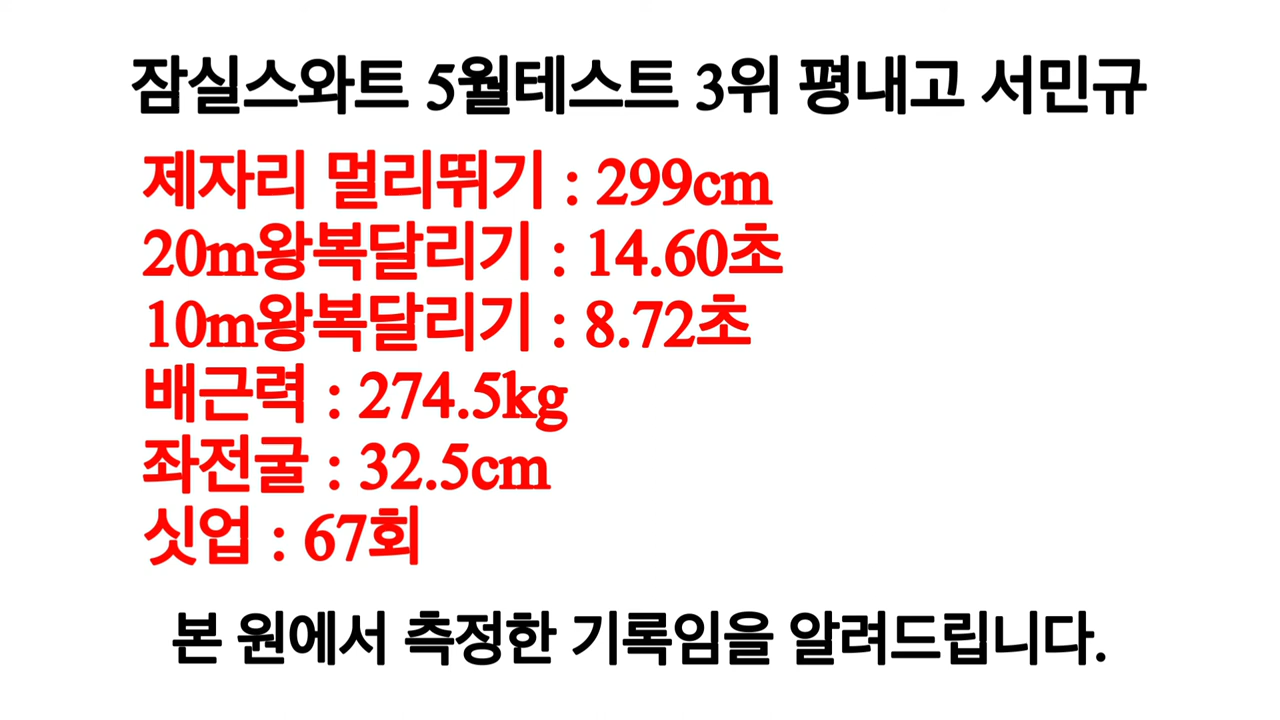 잠실스와트 5월테스트 3위 평내고 서민규
제자리 멀리뛰기 : 299cm
20m왕복달리기 : 14.60초
10m왕복달리기 : 8.72초
배근력 : 274.5kg
좌전굴 : 32.5cm
싯업 : 67회
본 원에서 측정한 기록임을 알려드립니다.